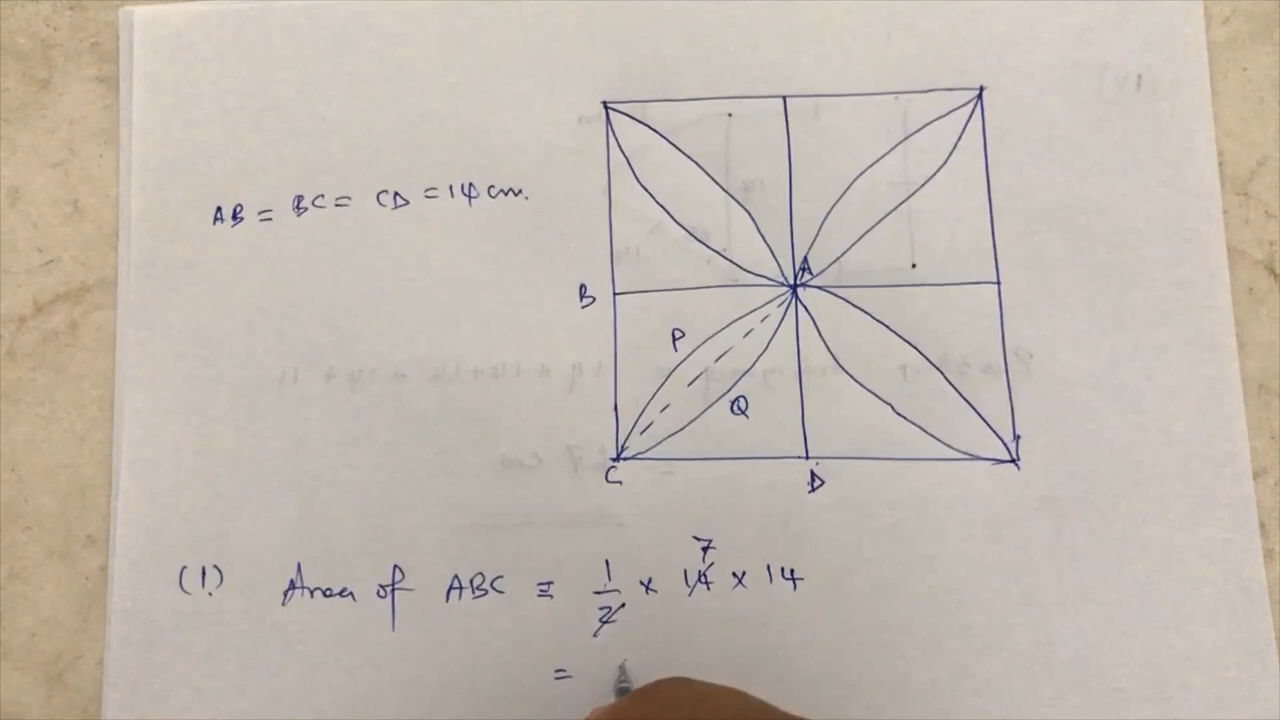 AB = BC = CD = 14 cm.
A
B
P
Q
C
D
(1.) Area of ABC = 1/2 × 14 × 14
7
=